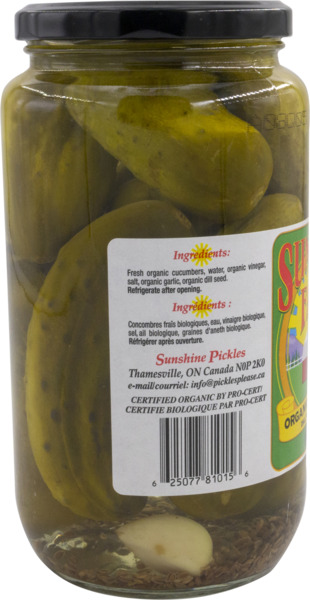 Ingredients:
Fresh organic cucumbers, water, organic vinegar,
salt, organic garlic, organic dill seed.
Refrigerate after opening.
Ingrédients :
Concombres frais biologiques, eau, vinaigre biologique,
sel, ail biologique, graines d'aneth biologique.
Réfrigérer après ouverture.
Sunshine Pickles
Thamesville, ON Canada N0P 2K0
e-mail/courriel: info@picklesplease.ca
CERTIFIED ORGANIC BY PRO-CERT/
CERTIFIE BIOLOGIQUE PAR PRO-CERT
6 25077 81015 6